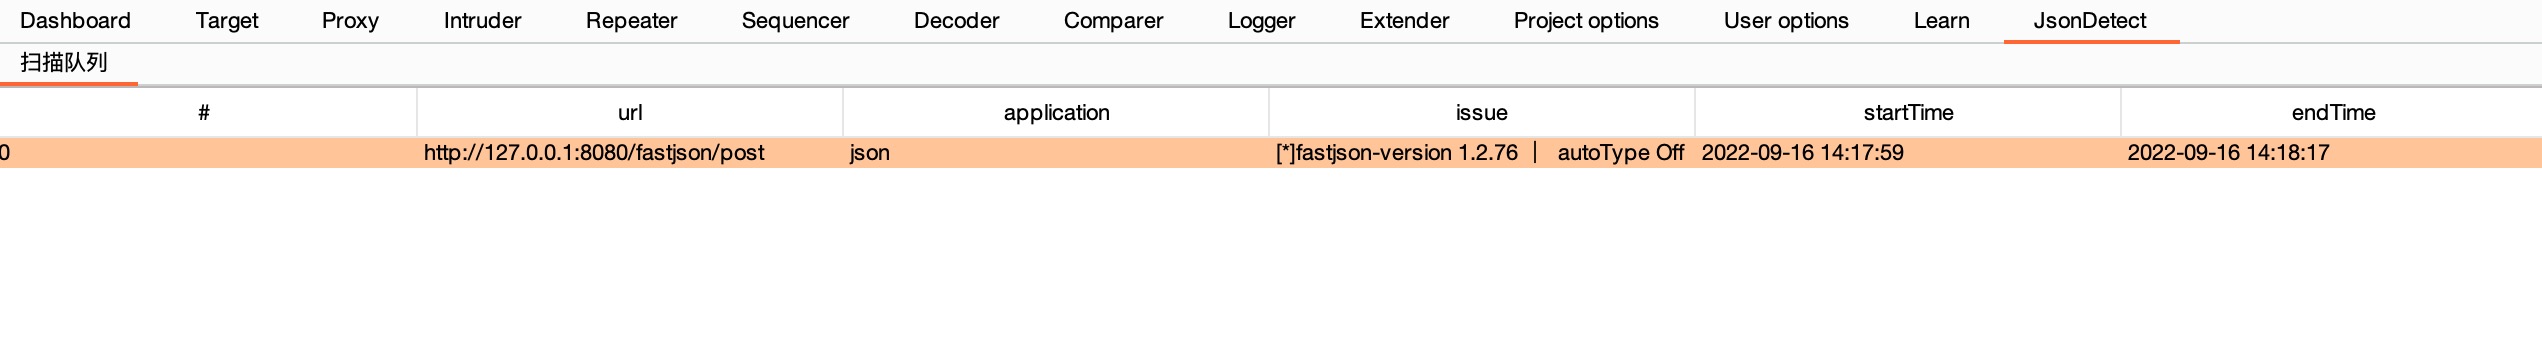 Dashboard Target Proxy Intruder Repeater Sequencer Decoder Comparer Logger Extender Project options User options Learn JsonDetect
扫描队列
# url application issue startTime endTime
0 http://127.0.0.1:8080/fastjson/post json [*]fastjson-version 1.2.76 | autoType Off 2022-09-16 14:17:59 2022-09-16 14:18:17